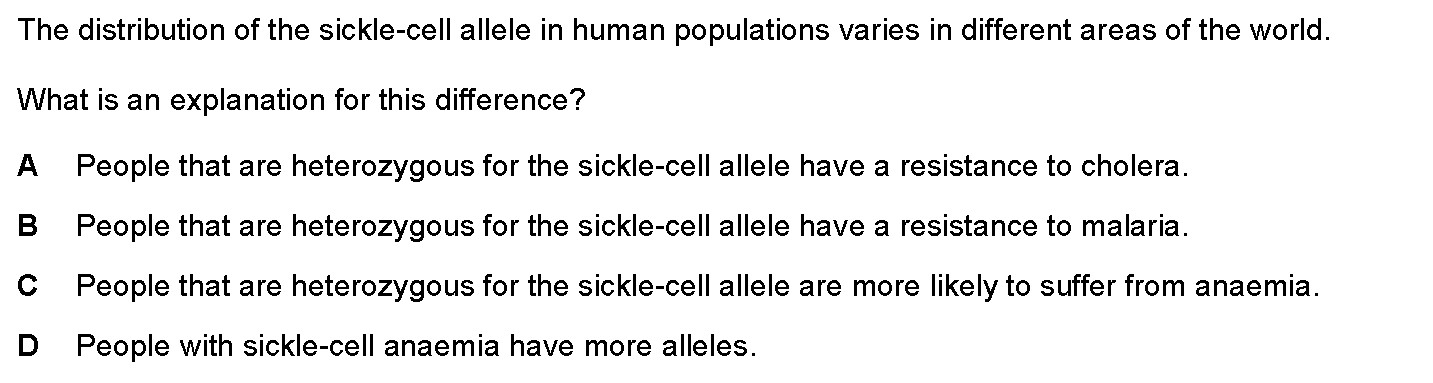 The distribution of the sickle-cell allele in human populations varies in different areas of the world.
What is an explanation for this difference?
A People that are heterozygous for the sickle-cell allele have a resistance to cholera.
B People that are heterozygous for the sickle-cell allele have a resistance to malaria.
C People that are heterozygous for the sickle-cell allele are more likely to suffer from anaemia.
D People with sickle-cell anaemia have more alleles.